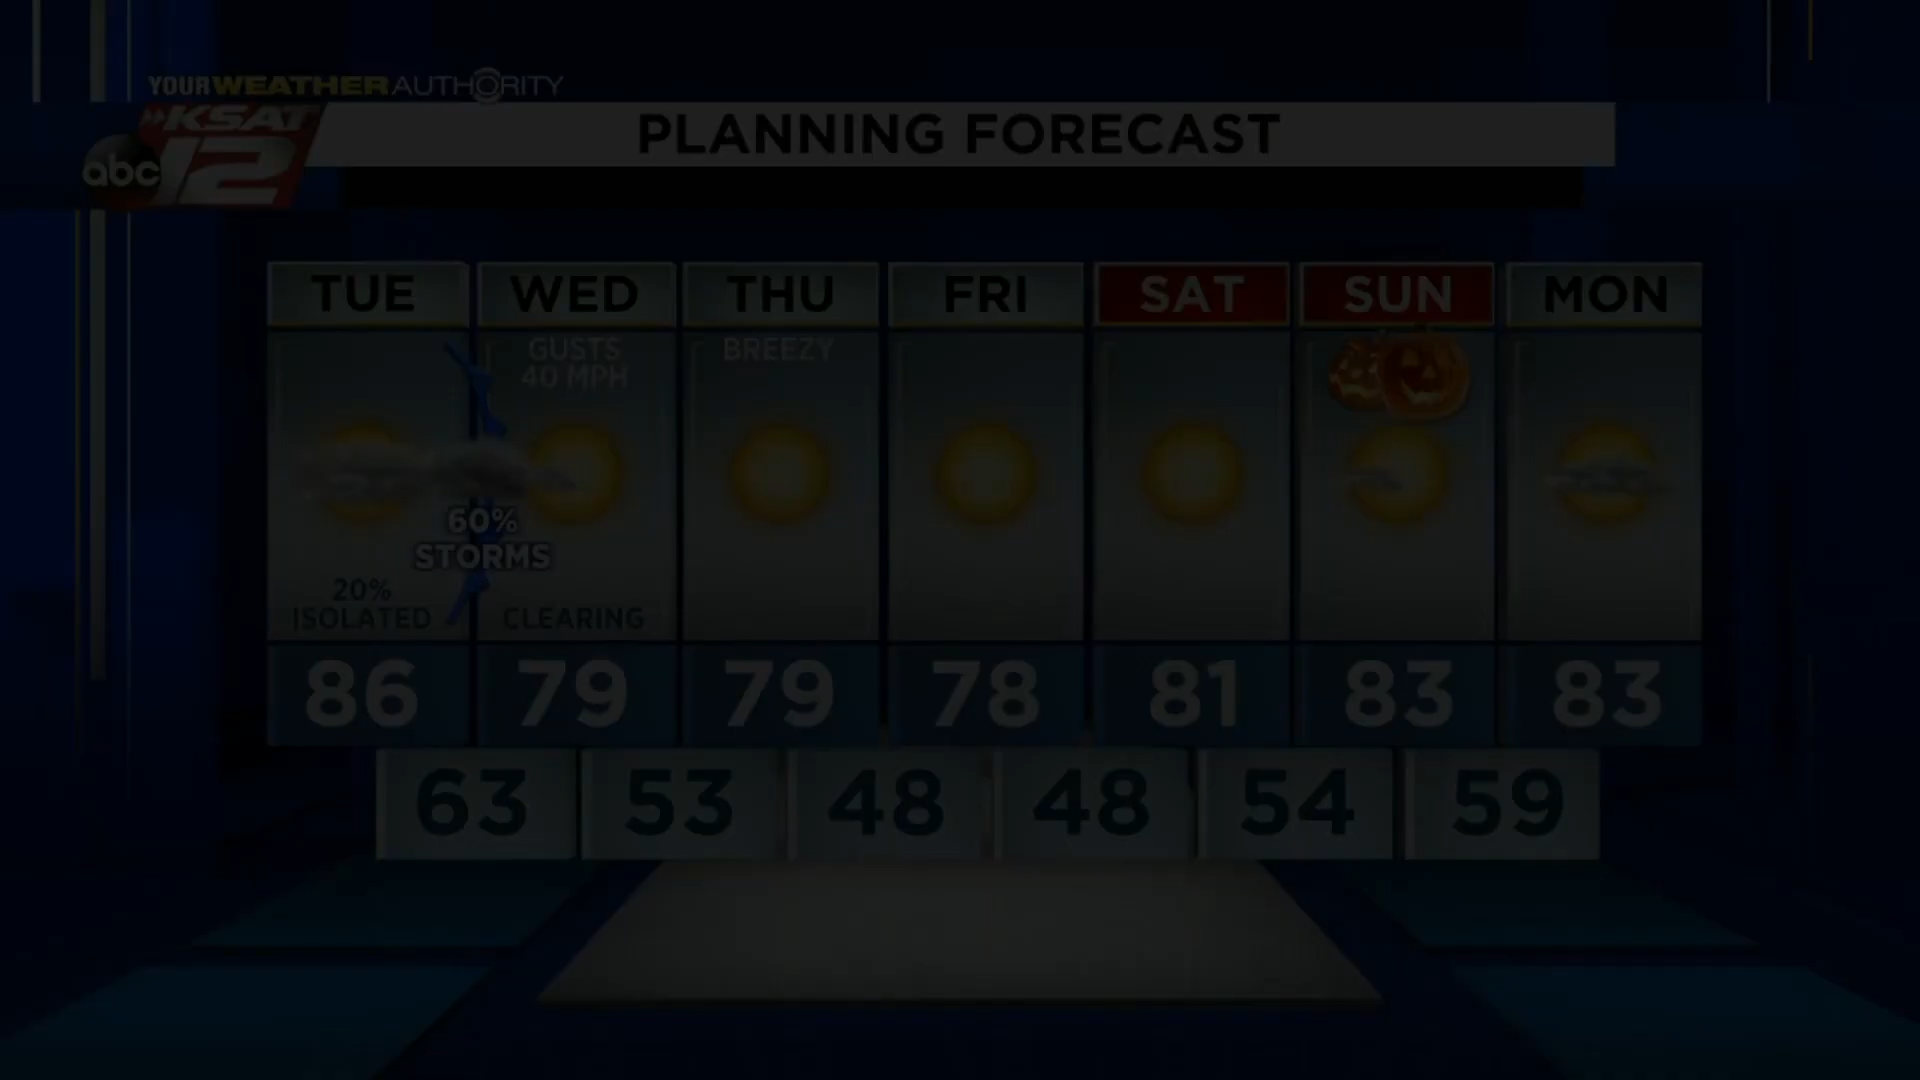 YOUR WEATHER AUTHORITY
KSAT
abc 12
PLANNING FORECAST
TUE WED THU FRI SAT SUN MON
GUSTS 40 MPH
BREEZY
60%
STORMS
20%
ISOLATED
CLEARING
86 79 79 78 81 83 83
63 53 48 48 54 59